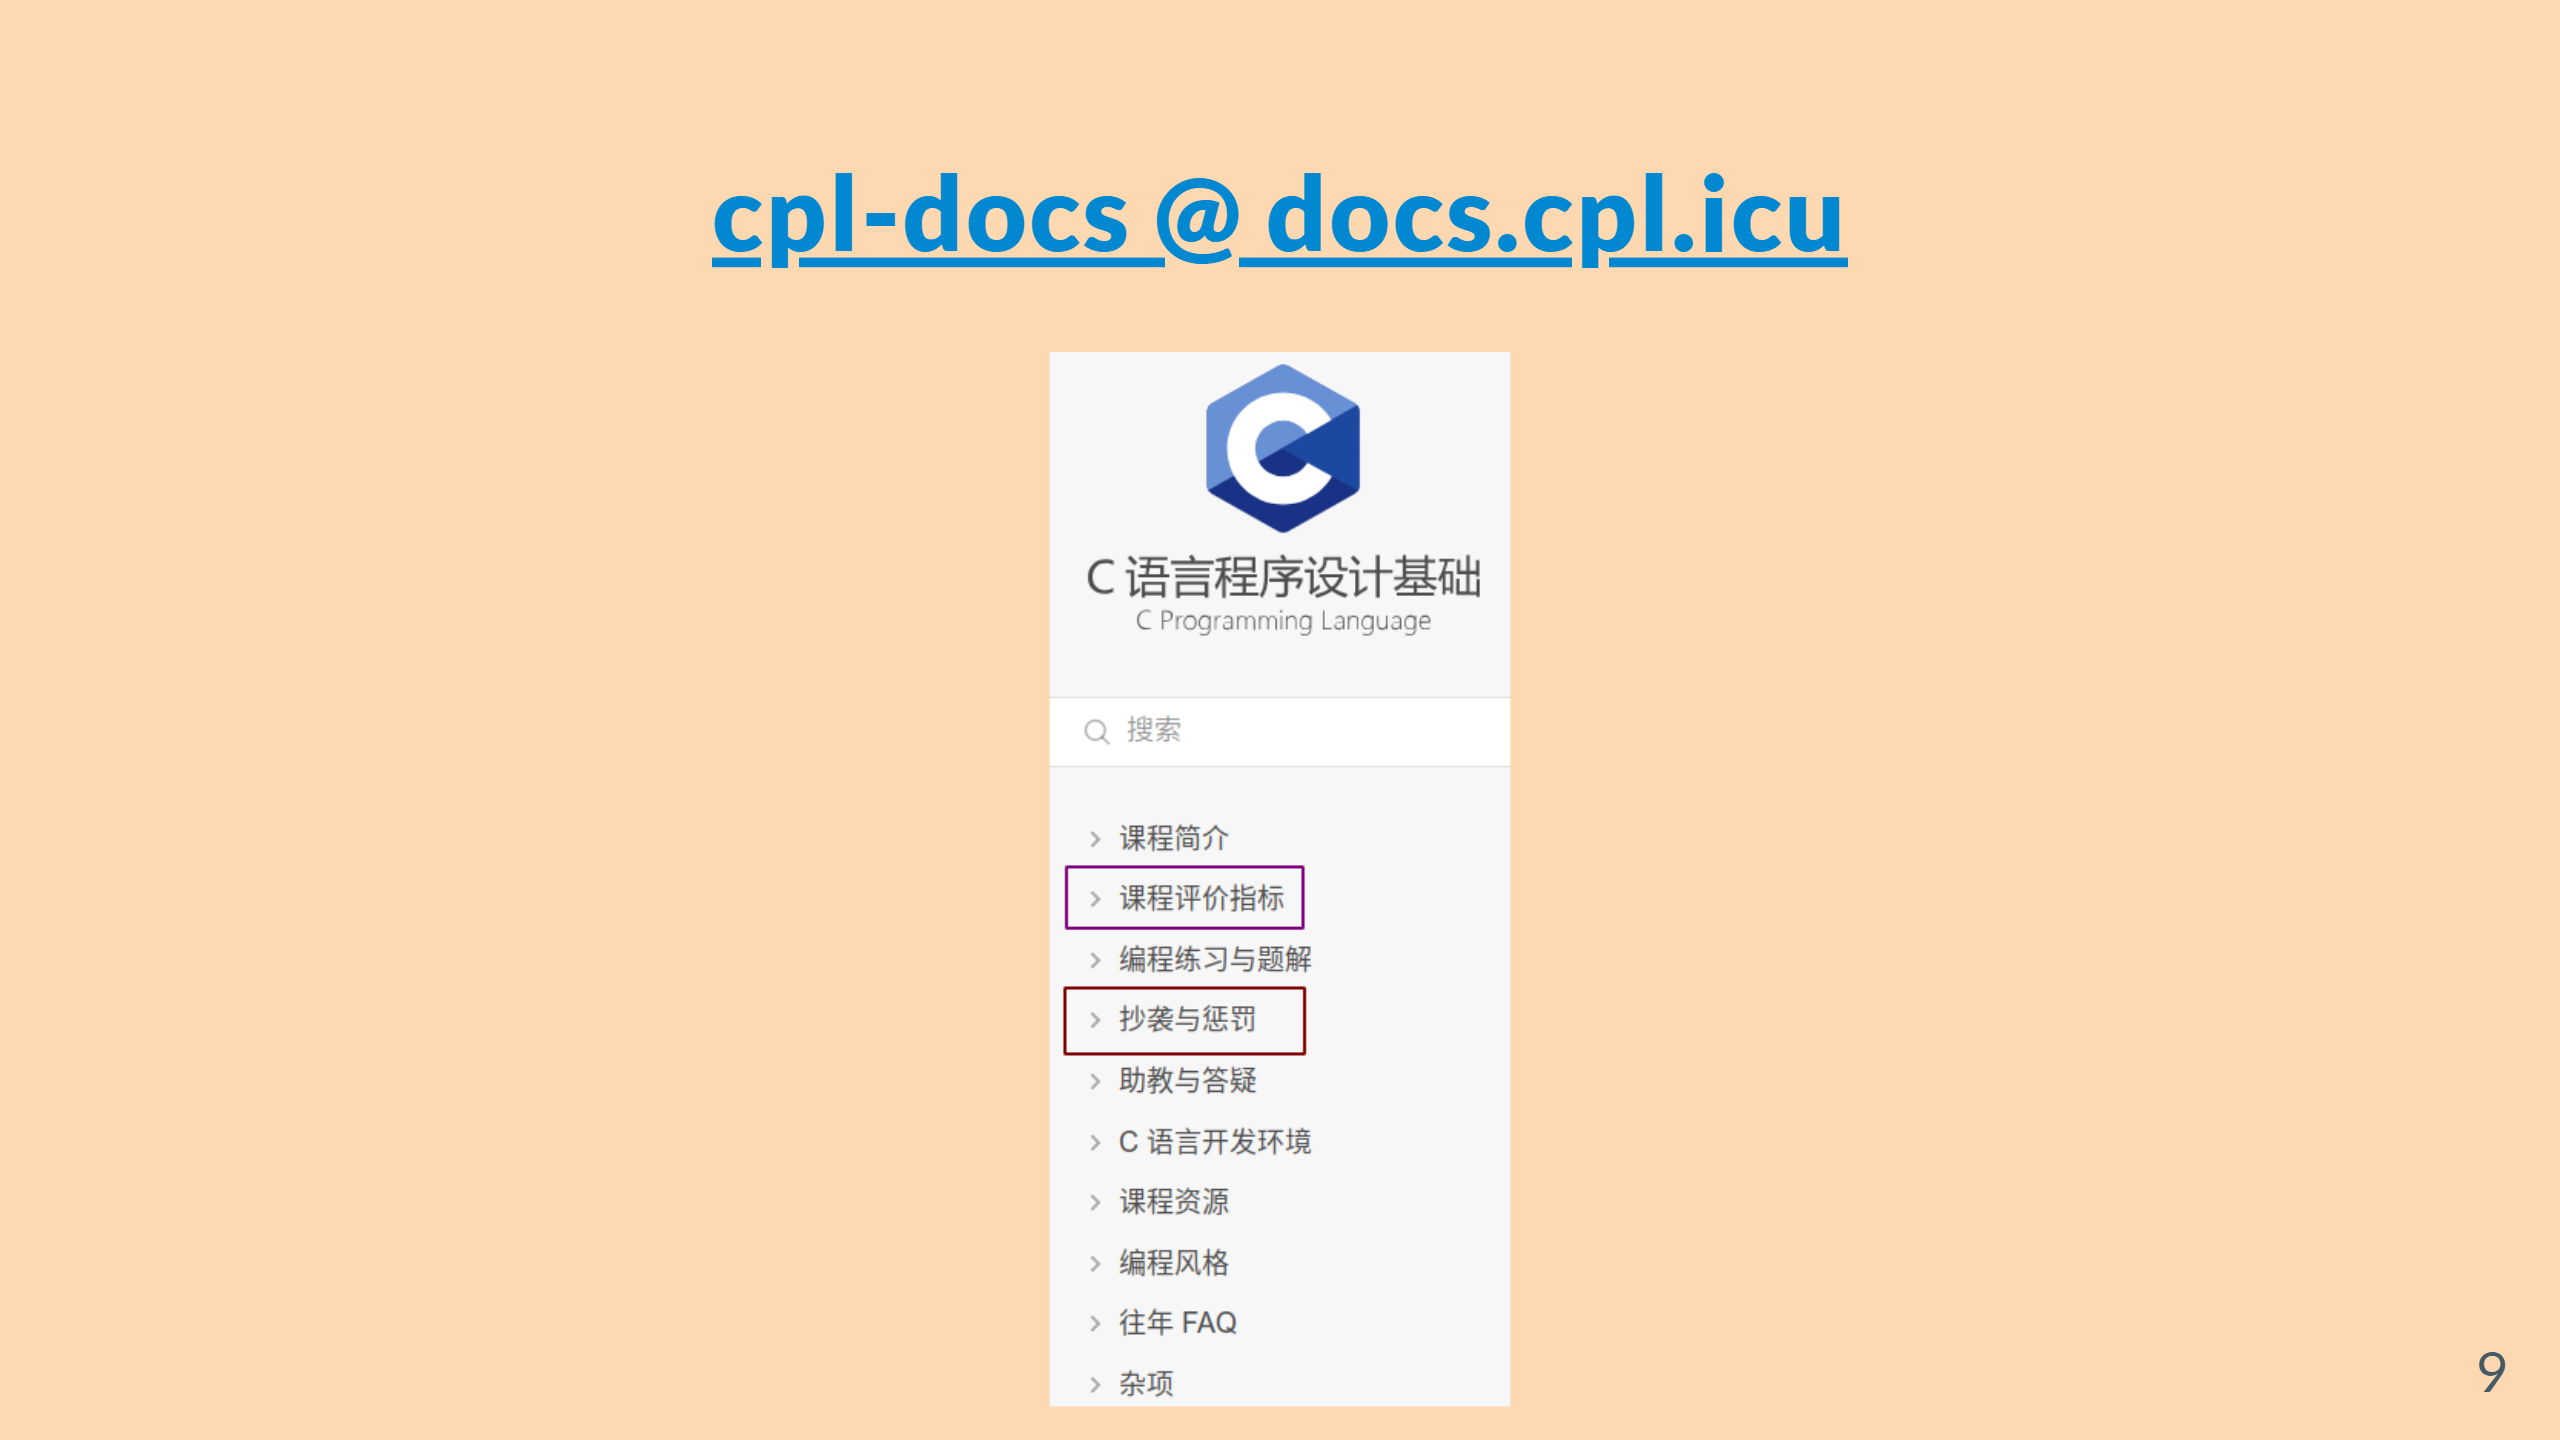 cpl-docs @ docs.cpl.icu
C 语言程序设计基础
C Programming Language
搜索
课程简介
课程评价指标
编程练习与题解
抄袭与惩罚
助教与答疑
C 语言开发环境
课程资源
编程风格
往年 FAQ
杂项
9